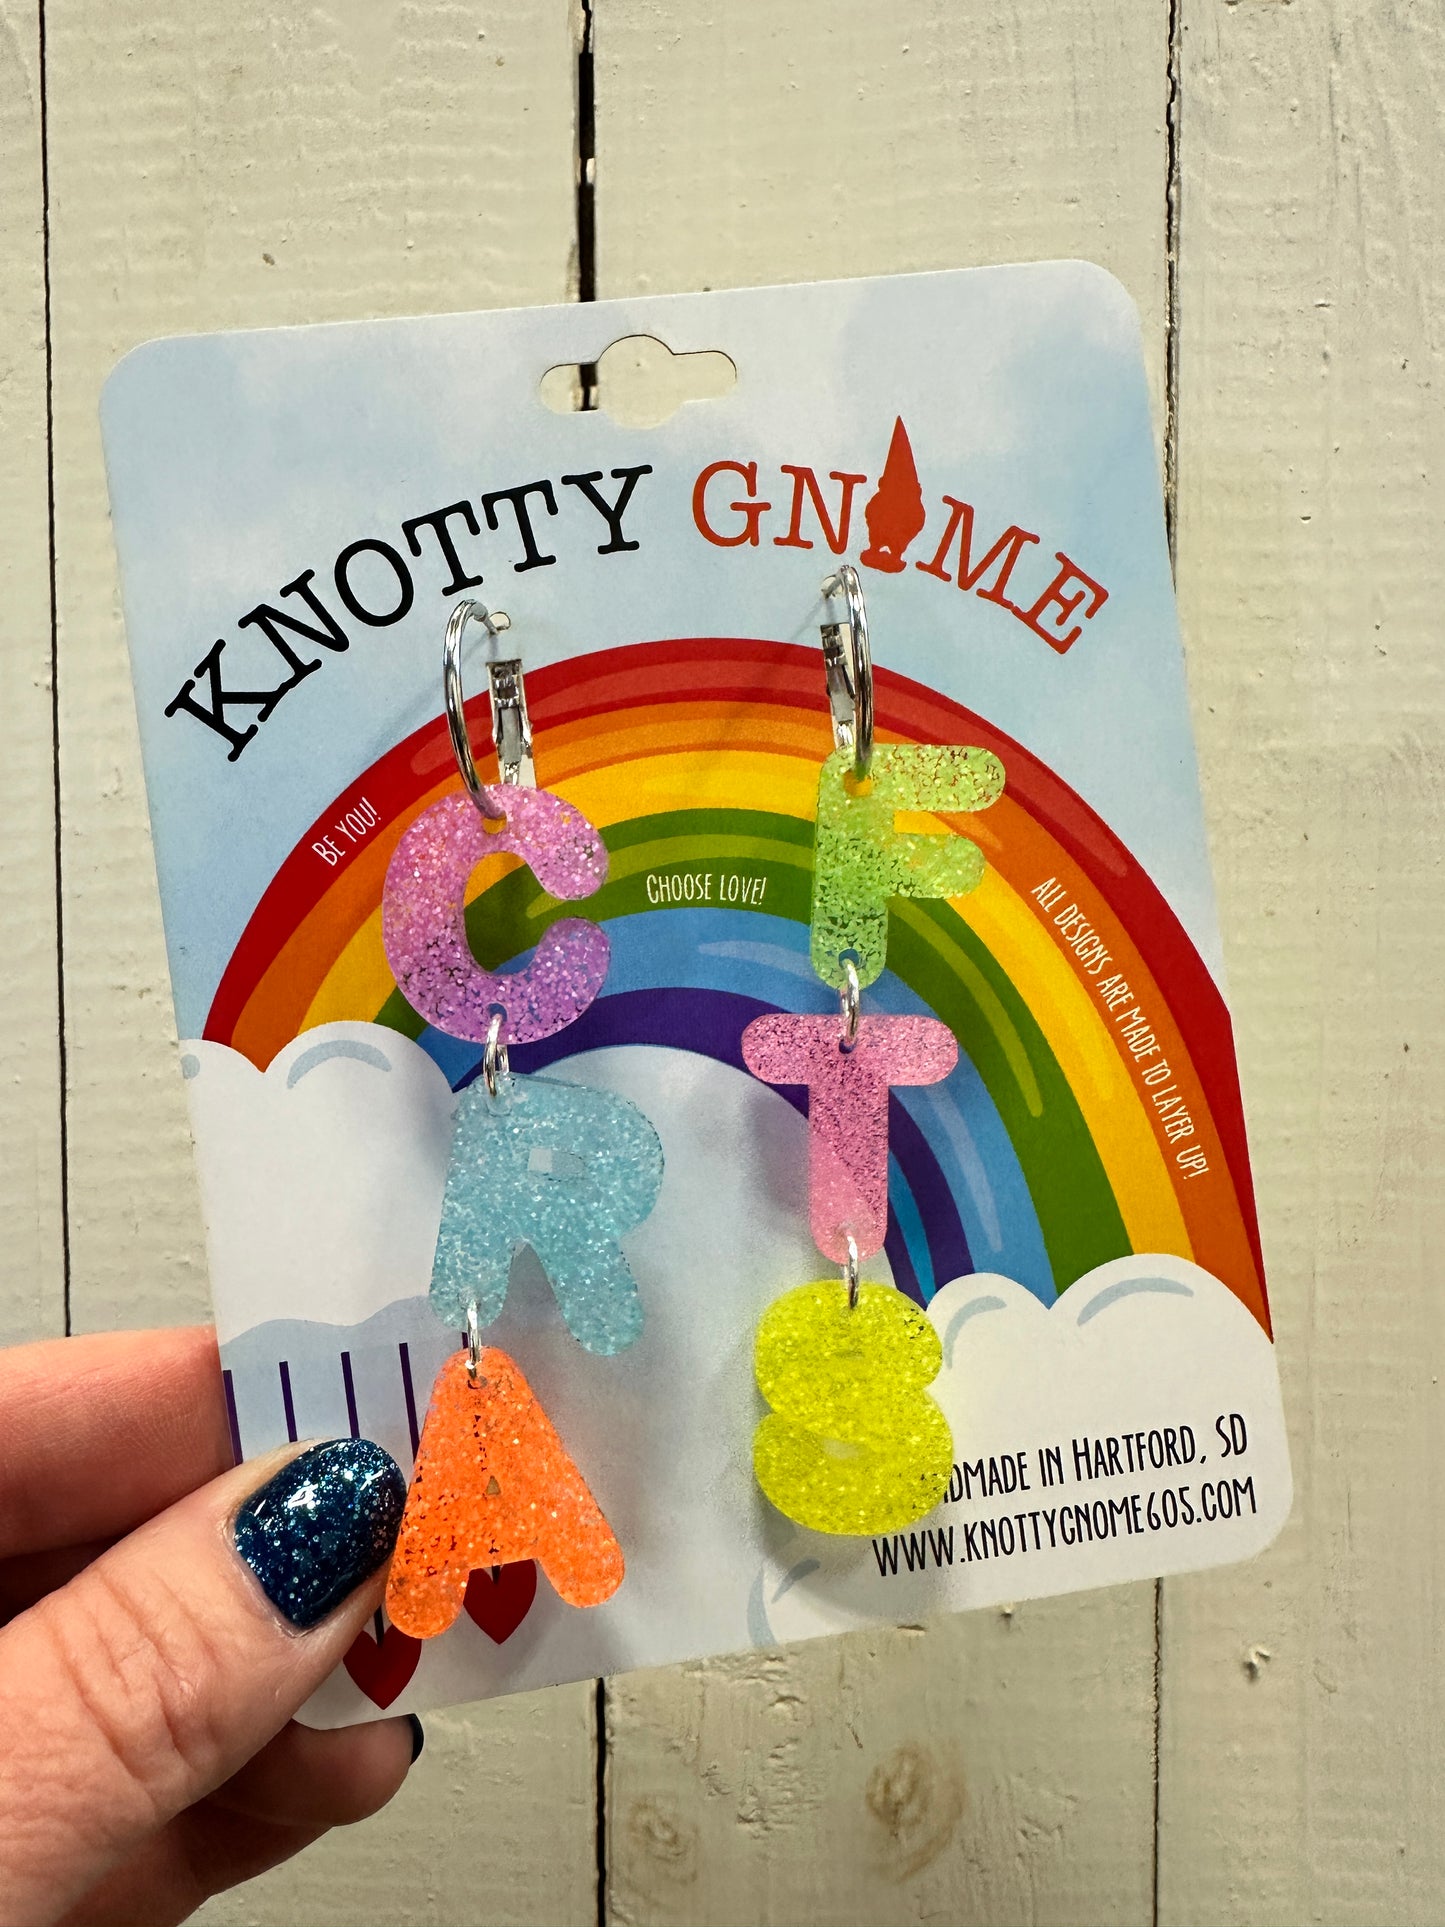 KNOTTY GNOME
BE YOU!
CHOOSE LOVE!
ALL DESIGNS ARE MADE TO LAYER UP!
C
R
A
F
T
S
DMADE IN HARTFORD, SD
WWW.KNOTTYGNOME605.COM